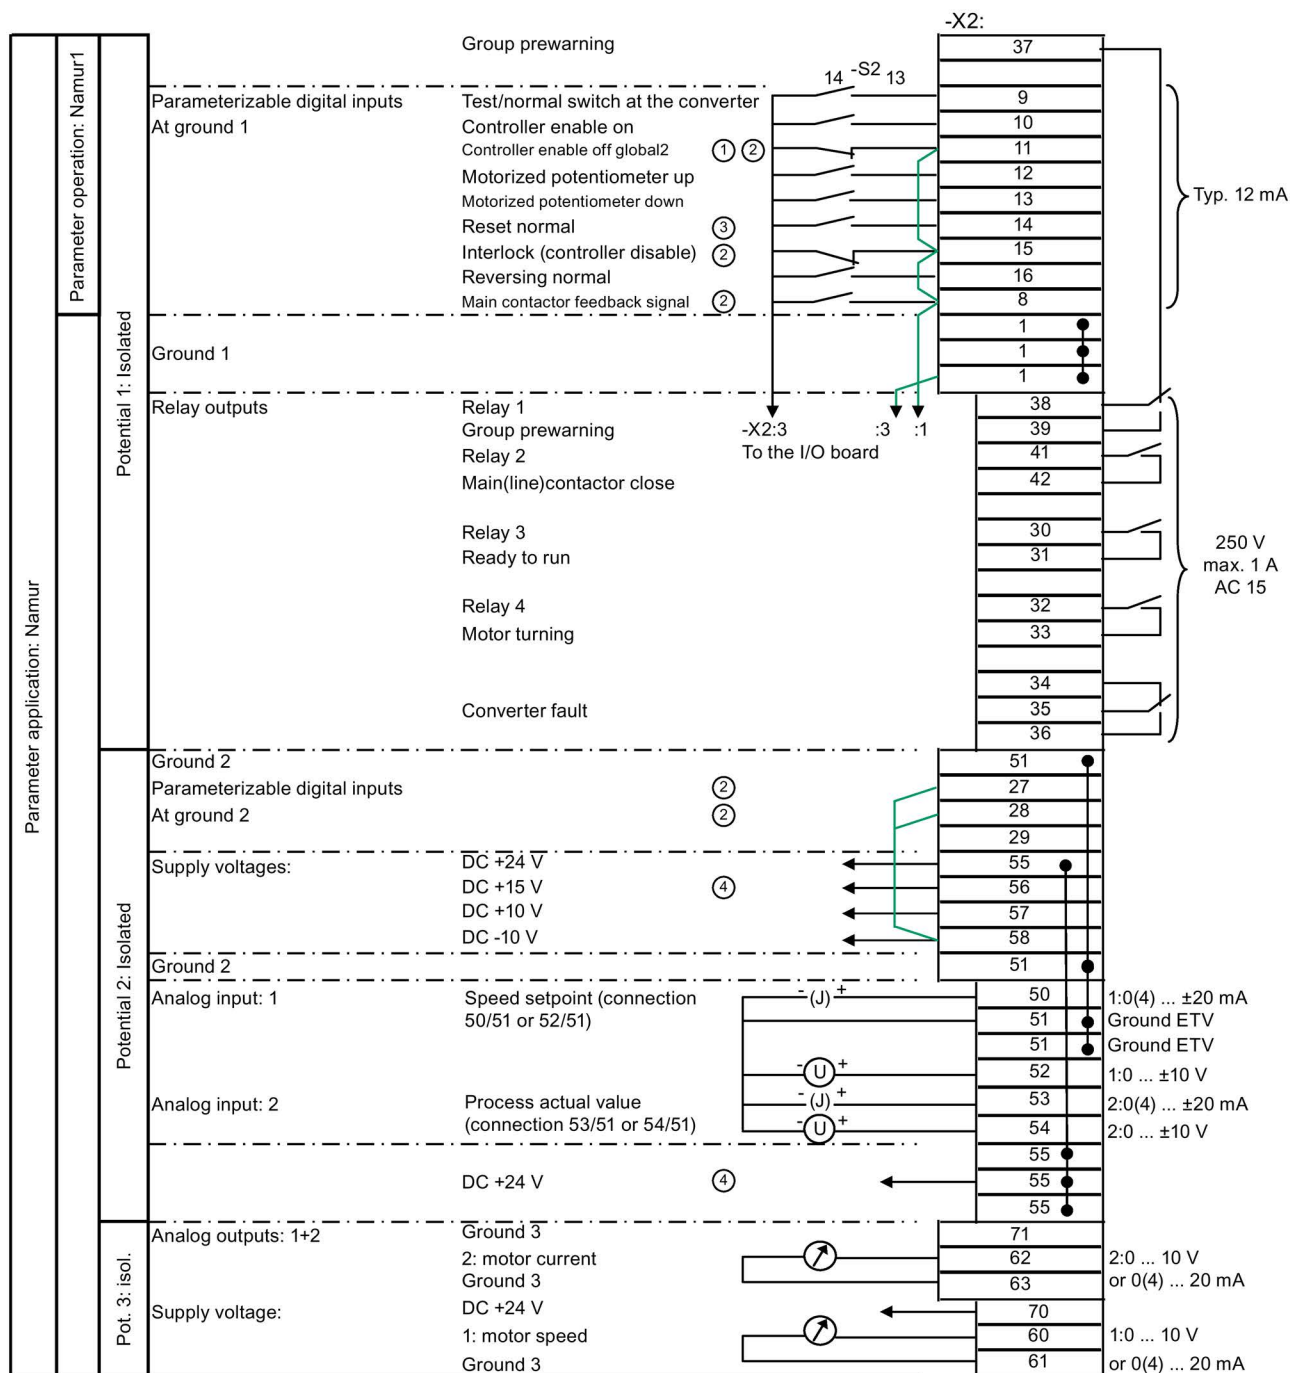 -X2:
Group prewarning 37
14 -S2 13
Parameterizable digital inputs Test/normal switch at the converter 9
At ground 1 Controller enable on 10
Controller enable off global2 1 2 11
Motorized potentiometer up 12
Typ. 12 mA
Motorized potentiometer down 13
Reset normal 3 14
Interlock (controller disable) 2 15
Reversing normal 16
Main contactor feedback signal 2 8
1
Ground 1 1
1
Relay outputs Relay 1 38
Group prewarning -X2:3 :3 :1 39
Relay 2 To the I/O board 41
Main(line)contactor close 42
Relay 3 30
Ready to run 31
250 V
max. 1 A
AC 15
Relay 4 32
Motor turning 33
34
Converter fault 35
36
Ground 2 51
Parameterizable digital inputs 2 27
At ground 2 2 28
29
Supply voltages: DC +24 V 55
DC +15 V 4 56
DC +10 V 57
DC -10 V 58
Ground 2 51
Analog input: 1 Speed setpoint (connection - (J) + 50 1:0(4) ... ±20 mA
50/51 or 52/51) 51 Ground ETV
51 Ground ETV
- U + 52 1:0 ... ±10 V
Analog input: 2 Process actual value - (J) + 53 2:0(4) ... ±20 mA
(connection 53/51 or 54/51) - U + 54 2:0 ... ±10 V
55
DC +24 V 4 55
55
Analog outputs: 1+2 Ground 3 71
2: motor current 62 2:0 ... 10 V
Ground 3 63 or 0(4) ... 20 mA
Supply voltage: DC +24 V 70
1: motor speed 60 1:0 ... 10 V
Ground 3 61 or 0(4) ... 20 mA
Parameter application: Namur
Parameter operation: Namur1
Potential 1: Isolated
Potential 2: Isolated
Pot. 3: isol.